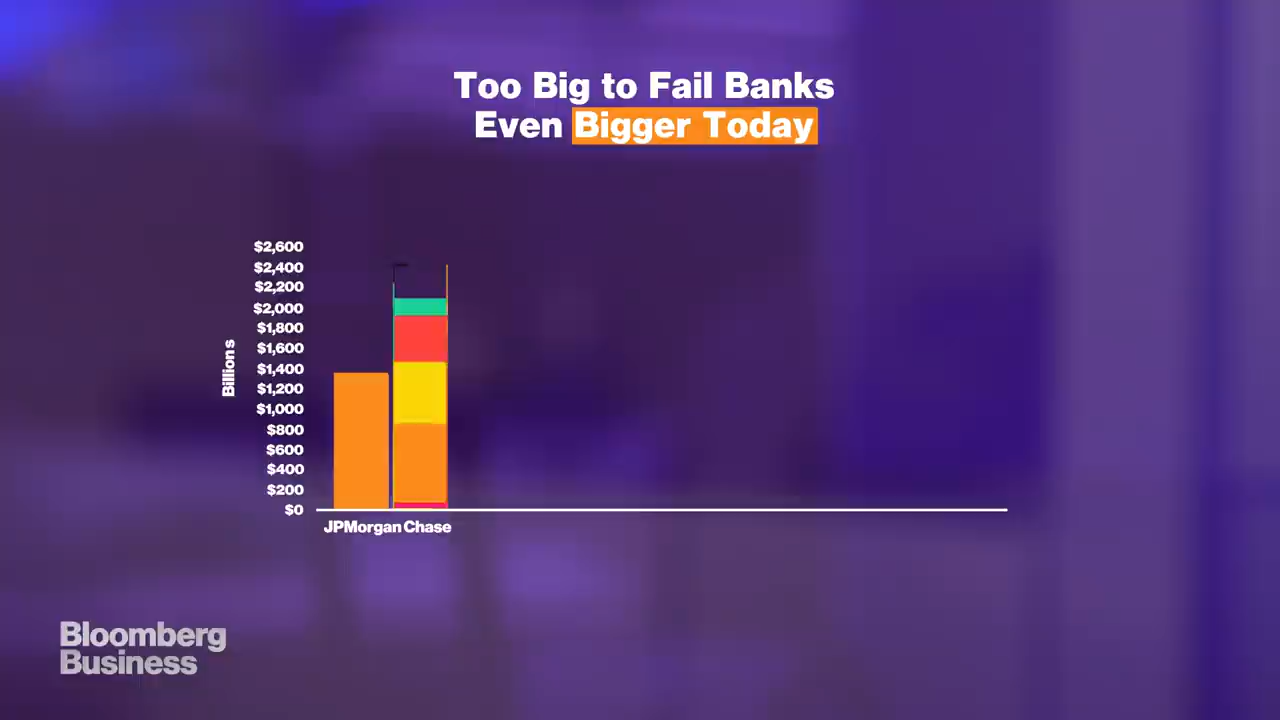 Too Big to Fail Banks
Even Bigger Today
$2,600
$2,400
$2,200
$2,000
$1,800
$1,600
$1,400
$1,200
$1,000
$800
$600
$400
$200
$0
Billions
JPMorgan Chase
Bloomberg
Business